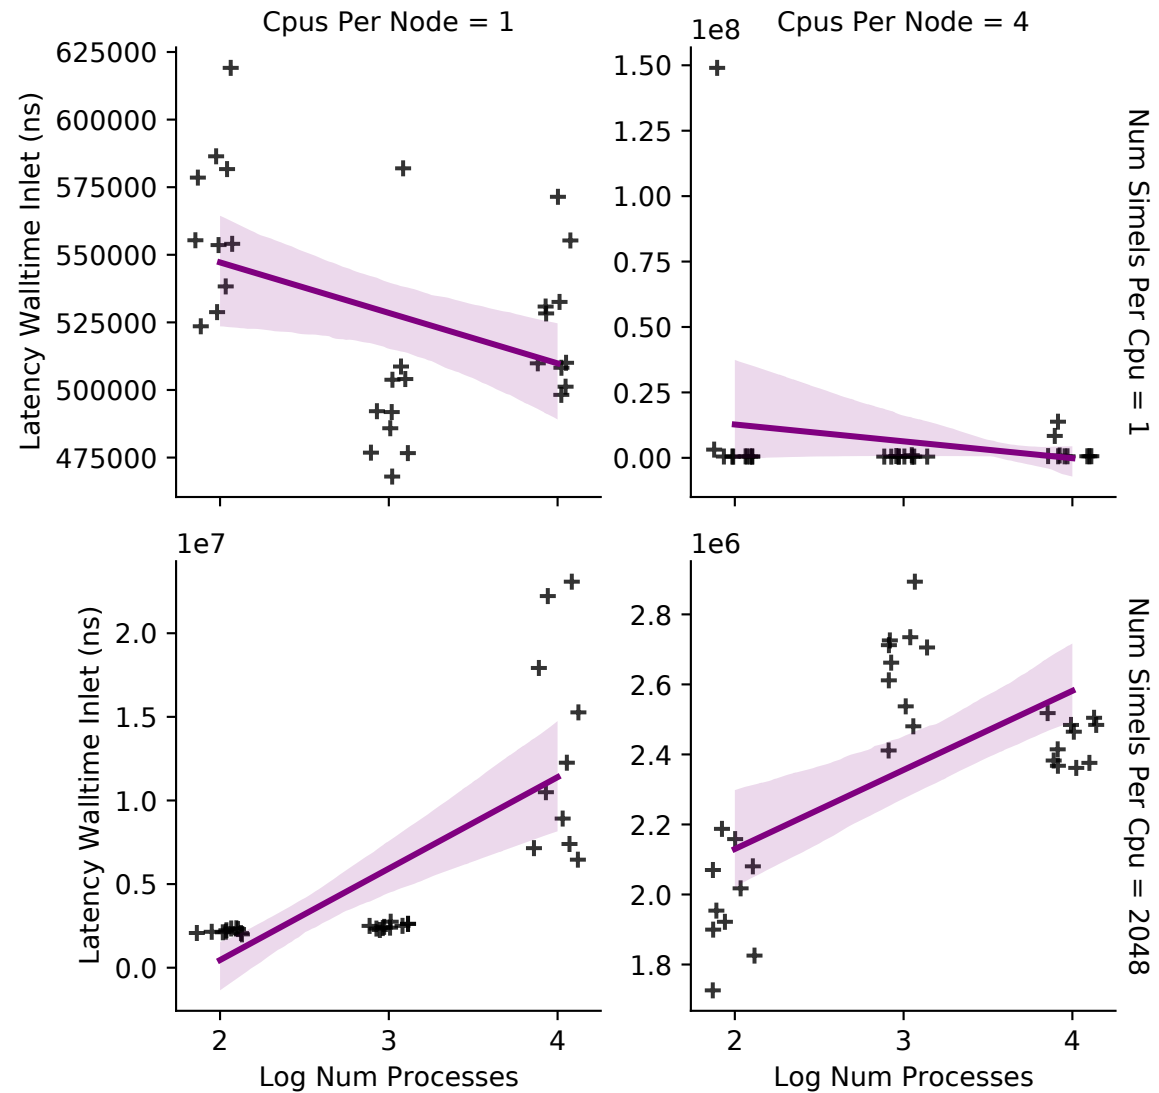 Cpus Per Node = 1
Cpus Per Node = 4
1e8
625000
600000
575000
550000
525000
500000
475000
Latency Walltime Inlet (ns)
1.50
1.25
1.00
0.75
0.50
0.25
0.00
Num Simels Per Cpu = 1
1e7
1e6
2.0
1.5
1.0
0.5
0.0
Latency Walltime Inlet (ns)
2.8
2.6
2.4
2.2
2.0
1.8
Num Simels Per Cpu = 2048
2 3 4
2 3 4
Log Num Processes
Log Num Processes